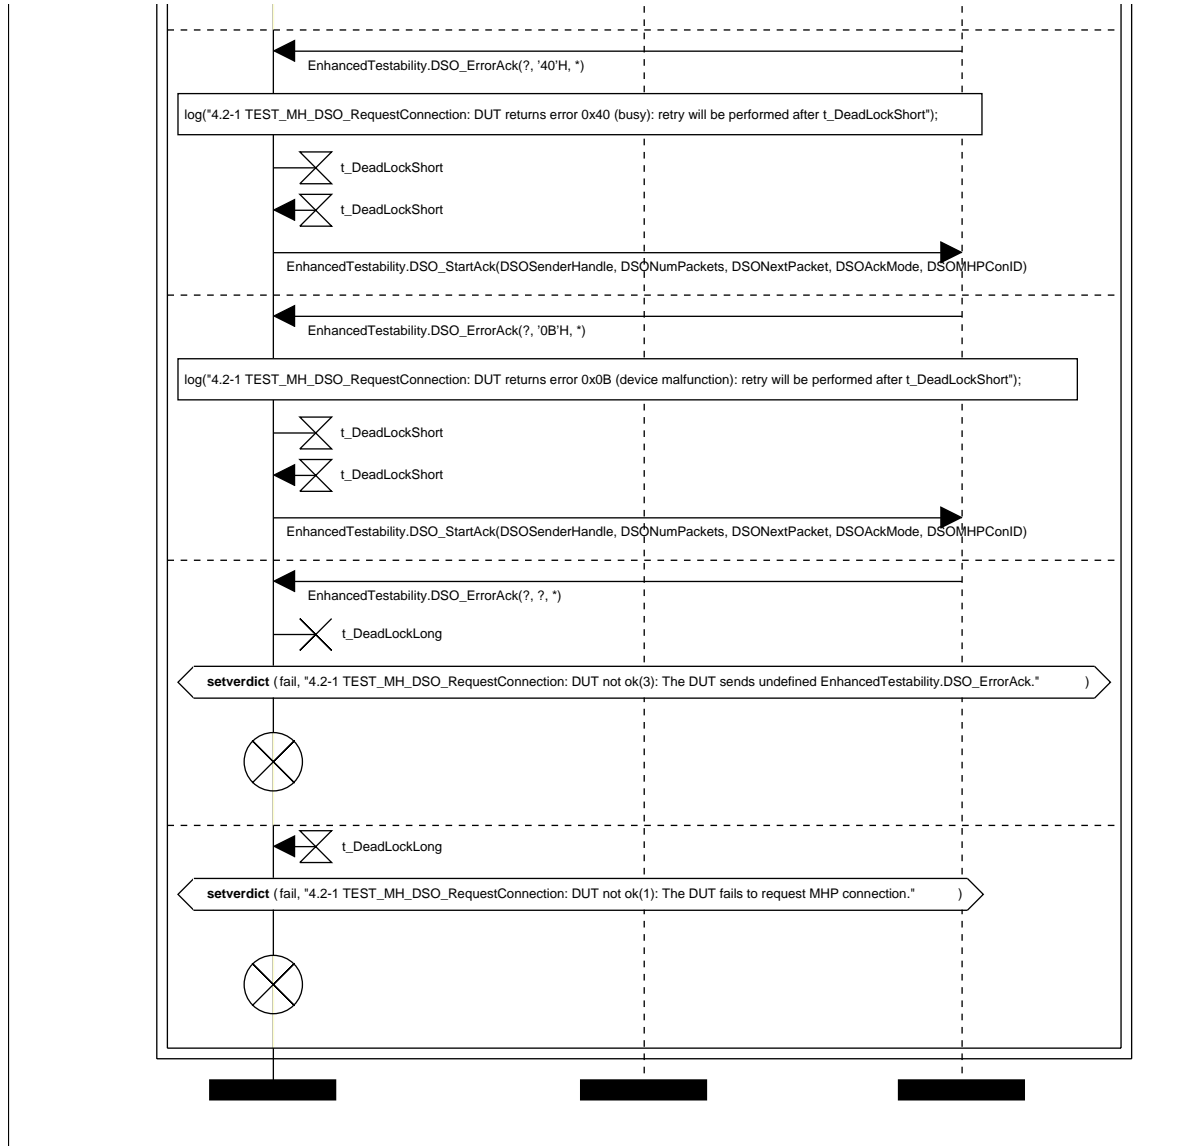 EnhancedTestability.DSO_ErrorAck(?, '40'H, *)
log("4.2-1 TEST_MH_DSO_RequestConnection: DUT returns error 0x40 (busy): retry will be performed after t_DeadLockShort");
t_DeadLockShort
t_DeadLockShort
EnhancedTestability.DSO_StartAck(DSOSenderHandle, DSONumPackets, DSONextPacket, DSOAckMode, DSOMHPConID)
EnhancedTestability.DSO_ErrorAck(?, '0B'H, *)
log("4.2-1 TEST_MH_DSO_RequestConnection: DUT returns error 0x0B (device malfunction): retry will be performed after t_DeadLockShort");
t_DeadLockShort
t_DeadLockShort
EnhancedTestability.DSO_StartAck(DSOSenderHandle, DSONumPackets, DSONextPacket, DSOAckMode, DSOMHPConID)
EnhancedTestability.DSO_ErrorAck(?, ?, *)
t_DeadLockLong
setverdict (fail, "4.2-1 TEST_MH_DSO_RequestConnection: DUT not ok(3): The DUT sends undefined EnhancedTestability.DSO_ErrorAck." )
t_DeadLockLong
setverdict (fail, "4.2-1 TEST_MH_DSO_RequestConnection: DUT not ok(1): The DUT fails to request MHP connection." )